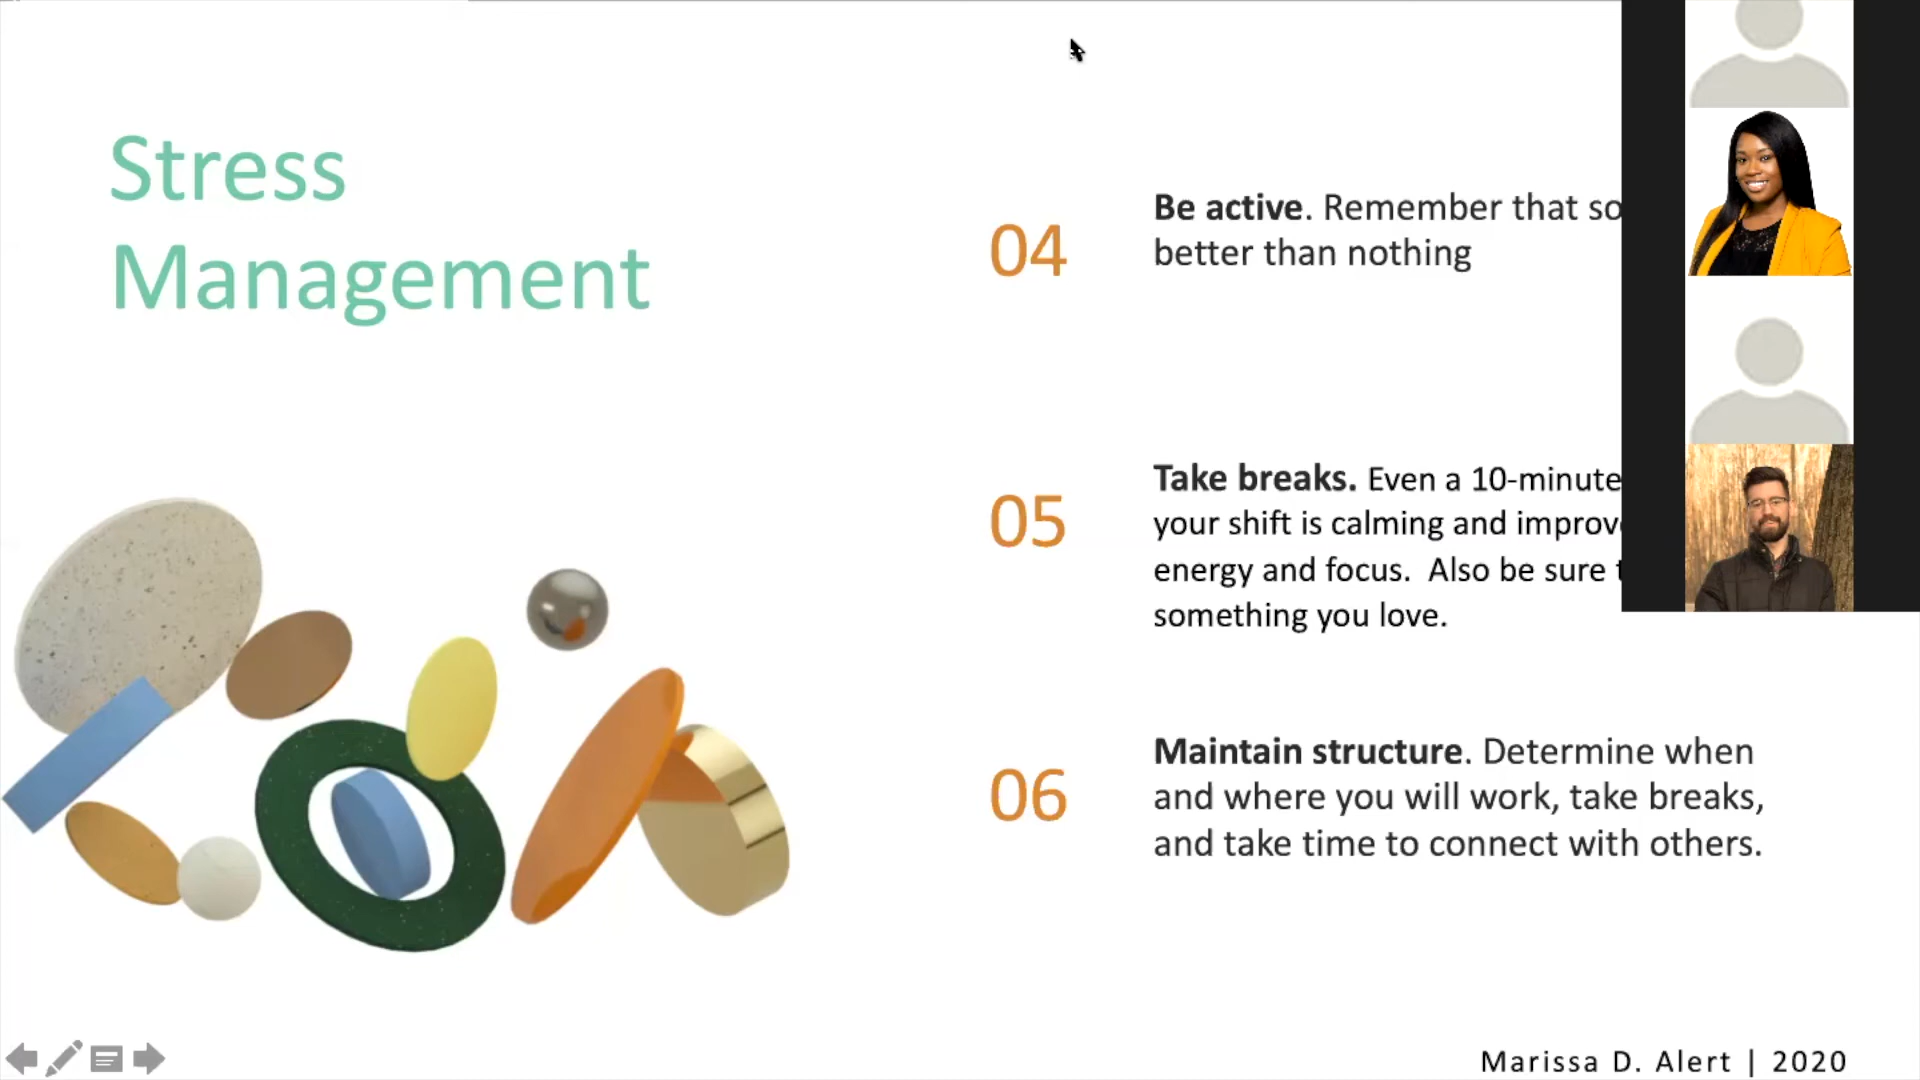 Stress
Management
04
Be active. Remember that so
better than nothing
05
Take breaks. Even a 10-minute
your shift is calming and improv
energy and focus. Also be sure
something you love.
06
Maintain structure. Determine when
and where you will work, take breaks,
and take time to connect with others.
Marissa D. Alert | 2020